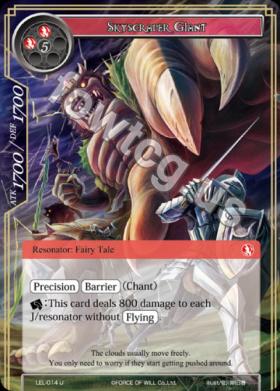 Skyscraper Giant
5
ATK 1700/DEF 1700
Resonator: Fairy Tale
Precision Barrier (Chant)
:This card deals 800 damage to each
J/resonator without Flying.
The clouds usually move freely.
You only need to worry if they start getting pushed around.
LEL-014 U
©FORCE OF WILL Co.,Ltd.
fowtcg.us